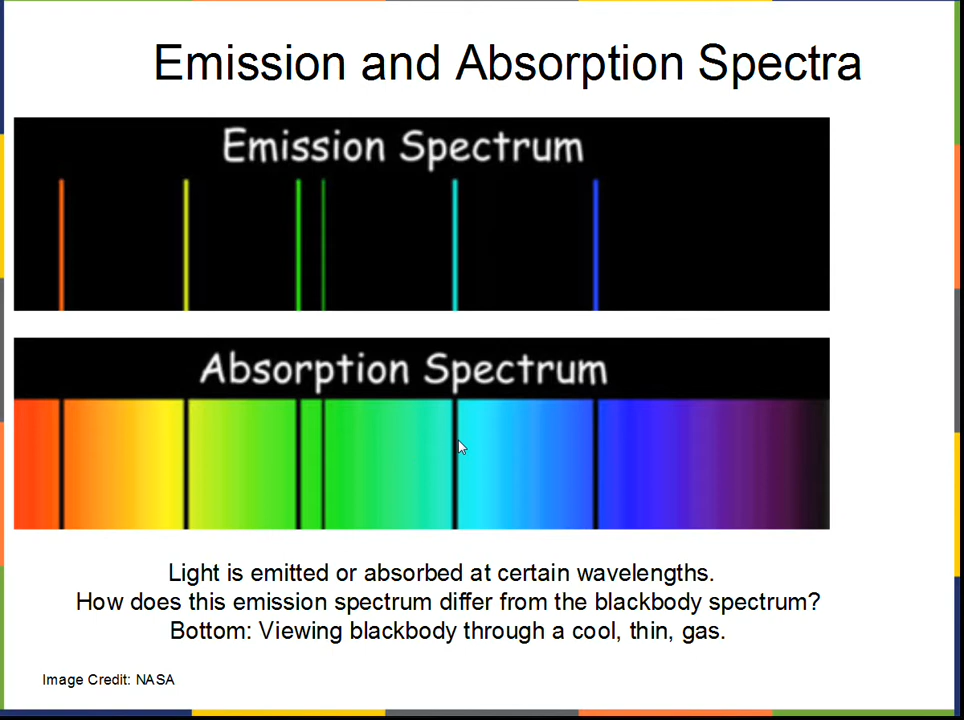 Emission and Absorption Spectra
Emission Spectrum
Absorption Spectrum
Light is emitted or absorbed at certain wavelengths.
How does this emission spectrum differ from the blackbody spectrum?
Bottom: Viewing blackbody through a cool, thin, gas.
Image Credit: NASA